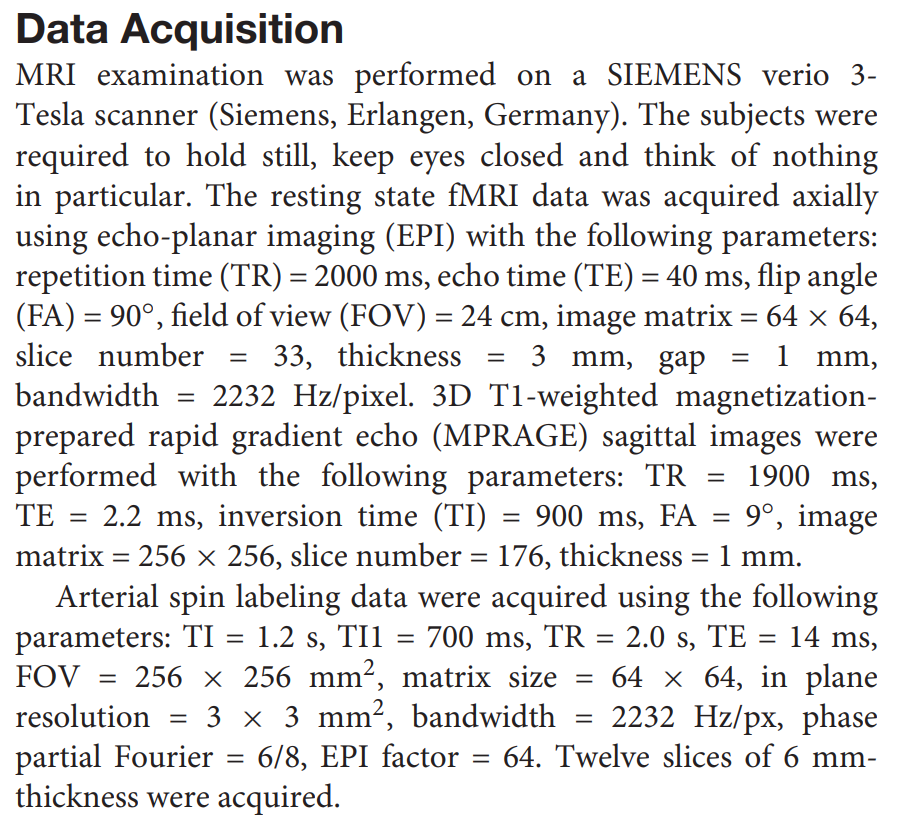 Data Acquisition
MRI examination was performed on a SIEMENS verio 3-
Tesla scanner (Siemens, Erlangen, Germany). The subjects were
required to hold still, keep eyes closed and think of nothing
in particular. The resting state fMRI data was acquired axially
using echo-planar imaging (EPI) with the following parameters:
repetition time (TR) = 2000 ms, echo time (TE) = 40 ms, flip angle
(FA) = 90°, field of view (FOV) = 24 cm, image matrix = 64 × 64,
slice number = 33, thickness = 3 mm, gap = 1 mm,
bandwidth = 2232 Hz/pixel. 3D T1-weighted magnetization-
prepared rapid gradient echo (MPRAGE) sagittal images were
performed with the following parameters: TR = 1900 ms,
TE = 2.2 ms, inversion time (TI) = 900 ms, FA = 9°, image
matrix = 256 × 256, slice number = 176, thickness = 1 mm.
Arterial spin labeling data were acquired using the following
parameters: TI = 1.2 s, TI1 = 700 ms, TR = 2.0 s, TE = 14 ms,
FOV = 256 × 256 mm², matrix size = 64 × 64, in plane
resolution = 3 × 3 mm², bandwidth = 2232 Hz/px, phase
partial Fourier = 6/8, EPI factor = 64. Twelve slices of 6 mm-
thickness were acquired.